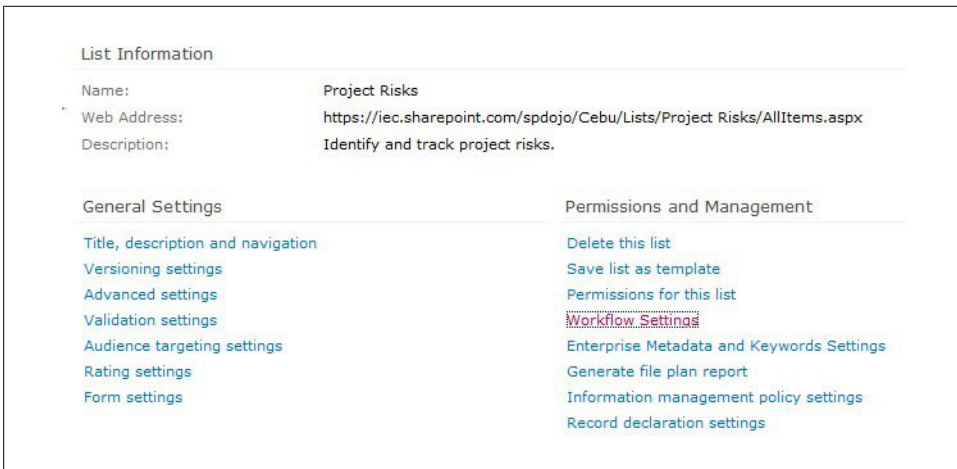 List Information
Name: Project Risks
Web Address: https://iec.sharepoint.com/spdojo/Cebu/Lists/Project Risks/AllItems.aspx
Description: Identify and track project risks.
General Settings
Title, description and navigation
Versioning settings
Advanced settings
Validation settings
Audience targeting settings
Rating settings
Form settings
Permissions and Management
Delete this list
Save list as template
Permissions for this list
Workflow Settings
Enterprise Metadata and Keywords Settings
Generate file plan report
Information management policy settings
Record declaration settings